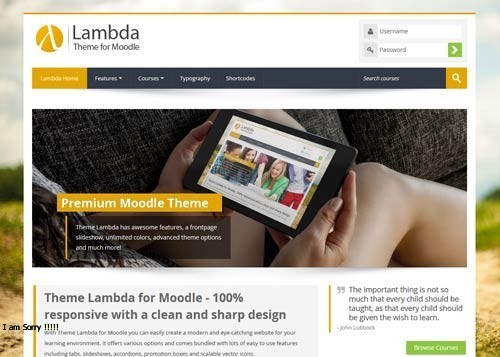 Lambda
Theme for Moodle
Username
Password
Lambda Home Features Courses Typography Shortcodes Search courses
Lambda
Premium Moodle Theme
Theme Lambda has awesome features, a frontpage
slideshow, unlimited colors, advanced theme options
and much more!
Theme Lambda for Moodle - 100%
responsive with a clean and sharp design
With Theme Lambda for Moodle you can easily create a modern and eye-catching website for your
learning environment. It offers various options and comes bundled with lots of easy to use features
including tabs, slideshows, accordions, promotion boxes and scalable vector icons.
I am Sorry !!!!!
The important thing is not so
much that every child should be
taught, as that every child should
be given the wish to learn.
- John Lubbock
Browse Courses